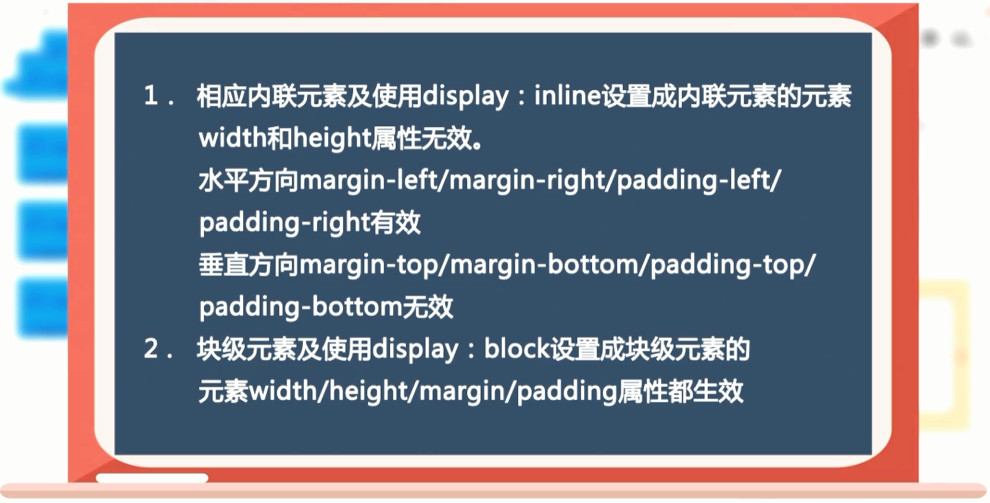 1． 相应内联元素及使用display：inline设置成内联元素的元素
width和height属性无效。
水平方向margin-left/margin-right/padding-left/
padding-right有效
垂直方向margin-top/margin-bottom/padding-top/
padding-bottom无效
2． 块级元素及使用display：block设置成块级元素的
元素width/height/margin/padding属性都生效